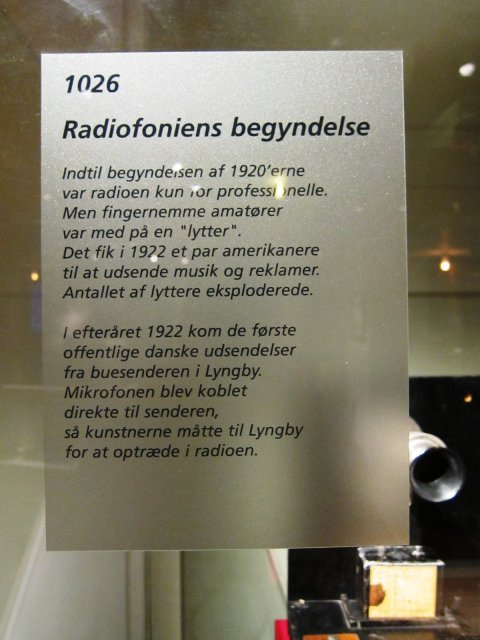 1026
Radiofoniens begyndelse
Indtil begyndelsen af 1920'erne
var radioen kun for professionelle.
Men fingernemme amatører
var med på en "lytter".
Det fik i 1922 et par amerikanere
til at udsende musik og reklamer.
Antallet af lyttere eksploderede.
I efteråret 1922 kom de første
offentlige danske udsendelser
fra buesenderen i Lyngby.
Mikrofonen blev koblet
direkte til senderen,
så kunstnerne måtte til Lyngby
for at optræde i radioen.